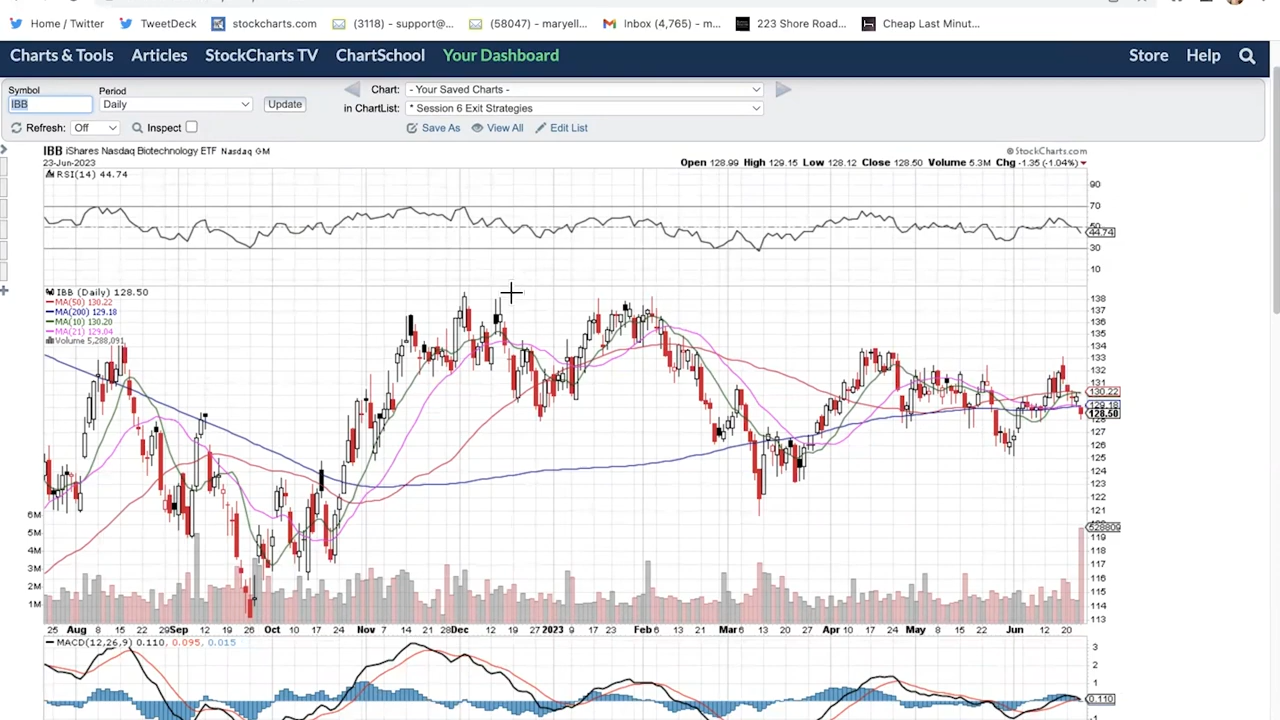 Home / Twitter TweetDeck stockcharts.com (3118) - support@... (58047) - maryell... Inbox (4,765) - m... 223 Shore Road... Cheap Last Minut...
Charts & Tools Articles StockCharts TV ChartSchool Your Dashboard Store Help
Symbol Period Chart: - Your Saved Charts -
IBB Daily Update in ChartList: * Session 6 Exit Strategies
Refresh: Off Inspect Save As View All Edit List
IBB iShares Nasdaq Biotechnology ETF Nasdaq GM © StockCharts.com
23-Jun-2023 Open 128.99 High 129.15 Low 128.12 Close 128.50 Volume 5.3M Chg -1.35 (-1.04%)
RSI(14) 44.74
90
70
50
44.74
30
10
IBB (Daily) 128.50
MA(50) 130.22
MA(200) 129.18
MA(10) 130.20
MA(21) 129.04
Volume 5,288,091
138
137
136
135
134
133
132
131
130.22
129.18
128.50
127
126
125
124
123
122
121
119
118
117
116
115
114
113
6M
5M
4M
3M
2M
1M
25 Aug 8 15 22 29 Sep 12 19 26 Oct 10 17 24 Nov 7 14 21 28 Dec 12 19 27 2023 9 17 23 Feb 6 13 21 Mar 6 13 20 27 Apr 10 17 24 May 8 15 22 Jun 12 20
MACD(12,26,9) 0.110, 0.095, 0.015
3
2
1
0.110
-1